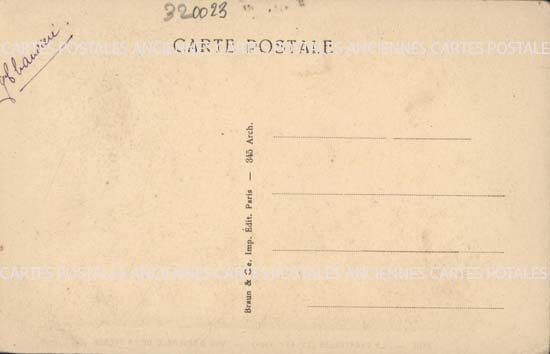 320023
CARTES POSTALES ANCIENNES CARTES POSTALES ANCIENNES CARTES POSTALES
CARTE POSTALE
Braun & Cie, Imp. Édit. Paris — 345 Arch.
CARTES POSTALES ANCIENNES CARTES POSTALES ANCIENNES CARTES POSTALES